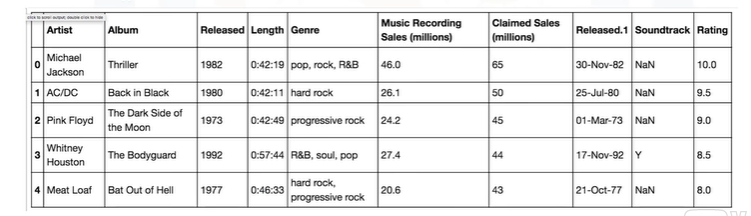 click to scroll output; double click to hide
Artist Album Released Length Genre Music Recording Sales (millions) Claimed Sales (millions) Released.1 Soundtrack Rating
0 Michael Jackson Thriller 1982 0:42:19 pop, rock, R&B 46.0 65 30-Nov-82 NaN 10.0
1 AC/DC Back in Black 1980 0:42:11 hard rock 26.1 50 25-Jul-80 NaN 9.5
2 Pink Floyd The Dark Side of the Moon 1973 0:42:49 progressive rock 24.2 45 01-Mar-73 NaN 9.0
3 Whitney Houston The Bodyguard 1992 0:57:44 R&B, soul, pop 27.4 44 17-Nov-92 Y 8.5
4 Meat Loaf Bat Out of Hell 1977 0:46:33 hard rock, progressive rock 20.6 43 21-Oct-77 NaN 8.0